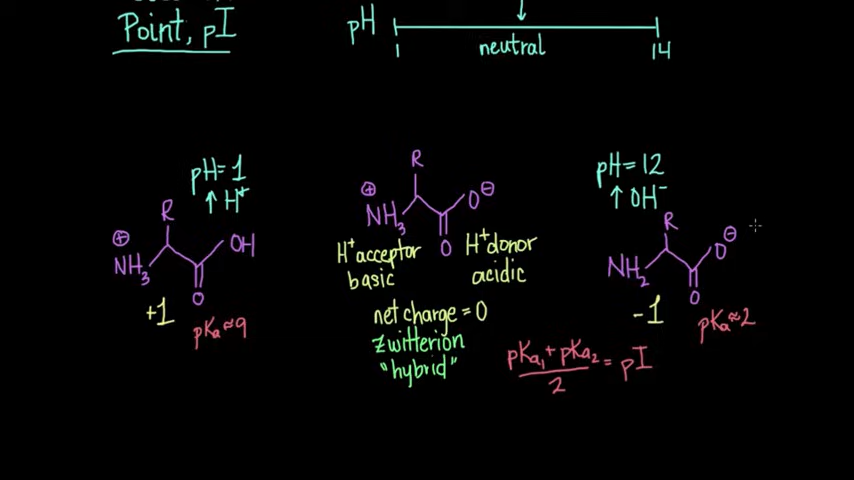 Point, pI
pH
1
neutral
14
pH=1
↑ H⁺
R
⊕
NH₃
OH
O
+1
pKa≈9
R
⊕
NH₃
O⊖
O
H⁺acceptor
basic
H⁺donor
acidic
net charge = 0
zwitterion
"hybrid"
pH=12
↑ OH⁻
R
NH₂
O⊖
O
-1
pKa≈2
pKa₁ + pKa₂
2
= pI